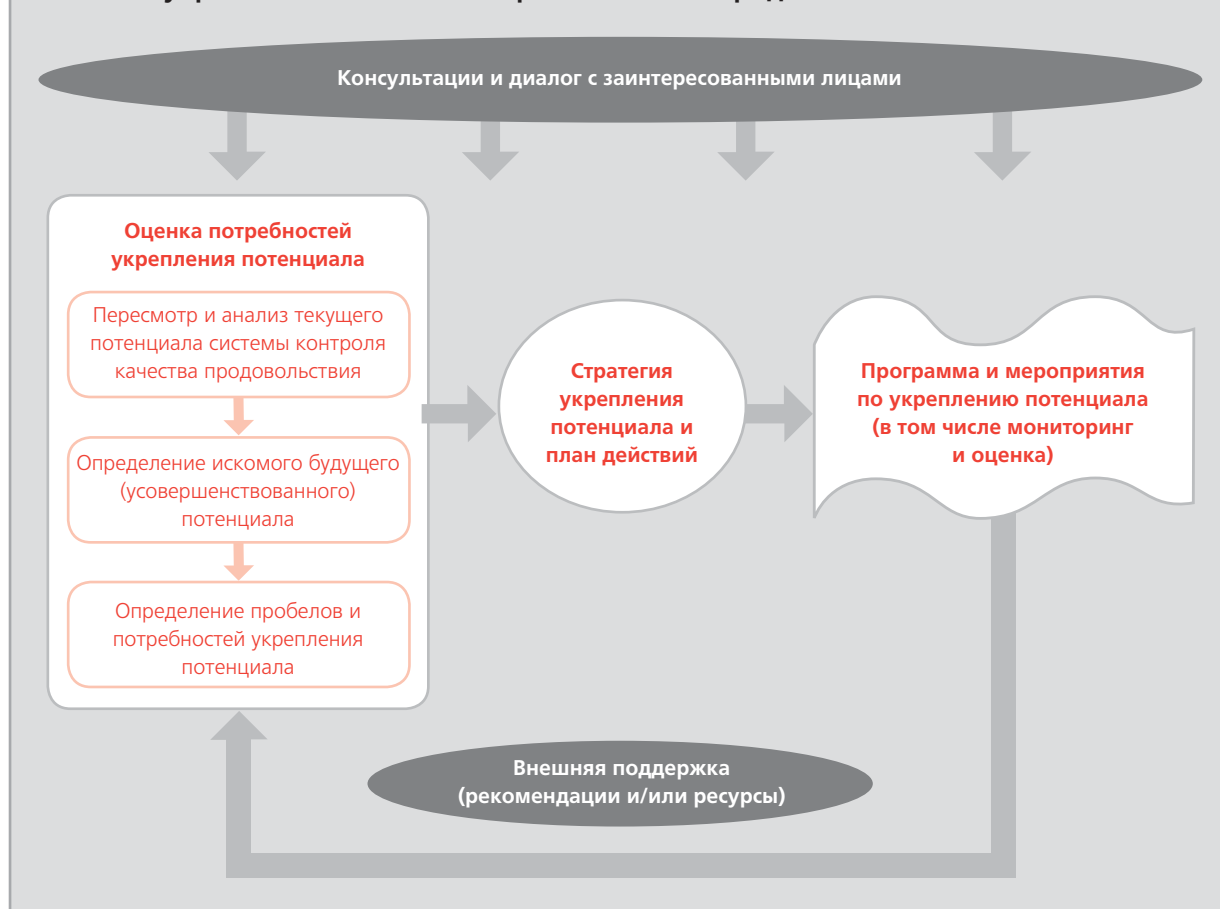 Консультации и диалог с заинтересованными лицами
Оценка потребностей
укрепления потенциала
Пересмотр и анализ текущего
потенциала системы контроля
качества продовольствия
Определение искомого будущего
(усовершенствованного)
потенциала
Определение пробелов и
потребностей укрепления
потенциала
Стратегия
укрепления
потенциала и
план действий
Программа и мероприятия
по укреплению потенциала
(в том числе мониторинг
и оценка)
Внешняя поддержка
(рекомендации и/или ресурсы)